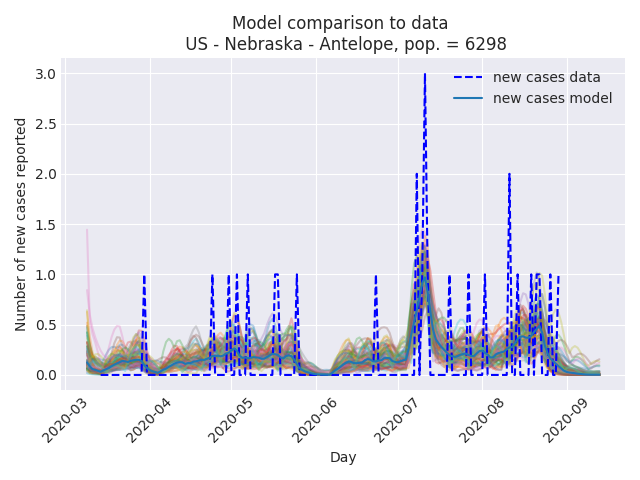 Model comparison to data
US - Nebraska - Antelope, pop. = 6298
new cases data
new cases model
Number of new cases reported
3.0
2.5
2.0
1.5
1.0
0.5
0.0
2020-03
2020-04
2020-05
2020-06
2020-07
2020-08
2020-09
Day